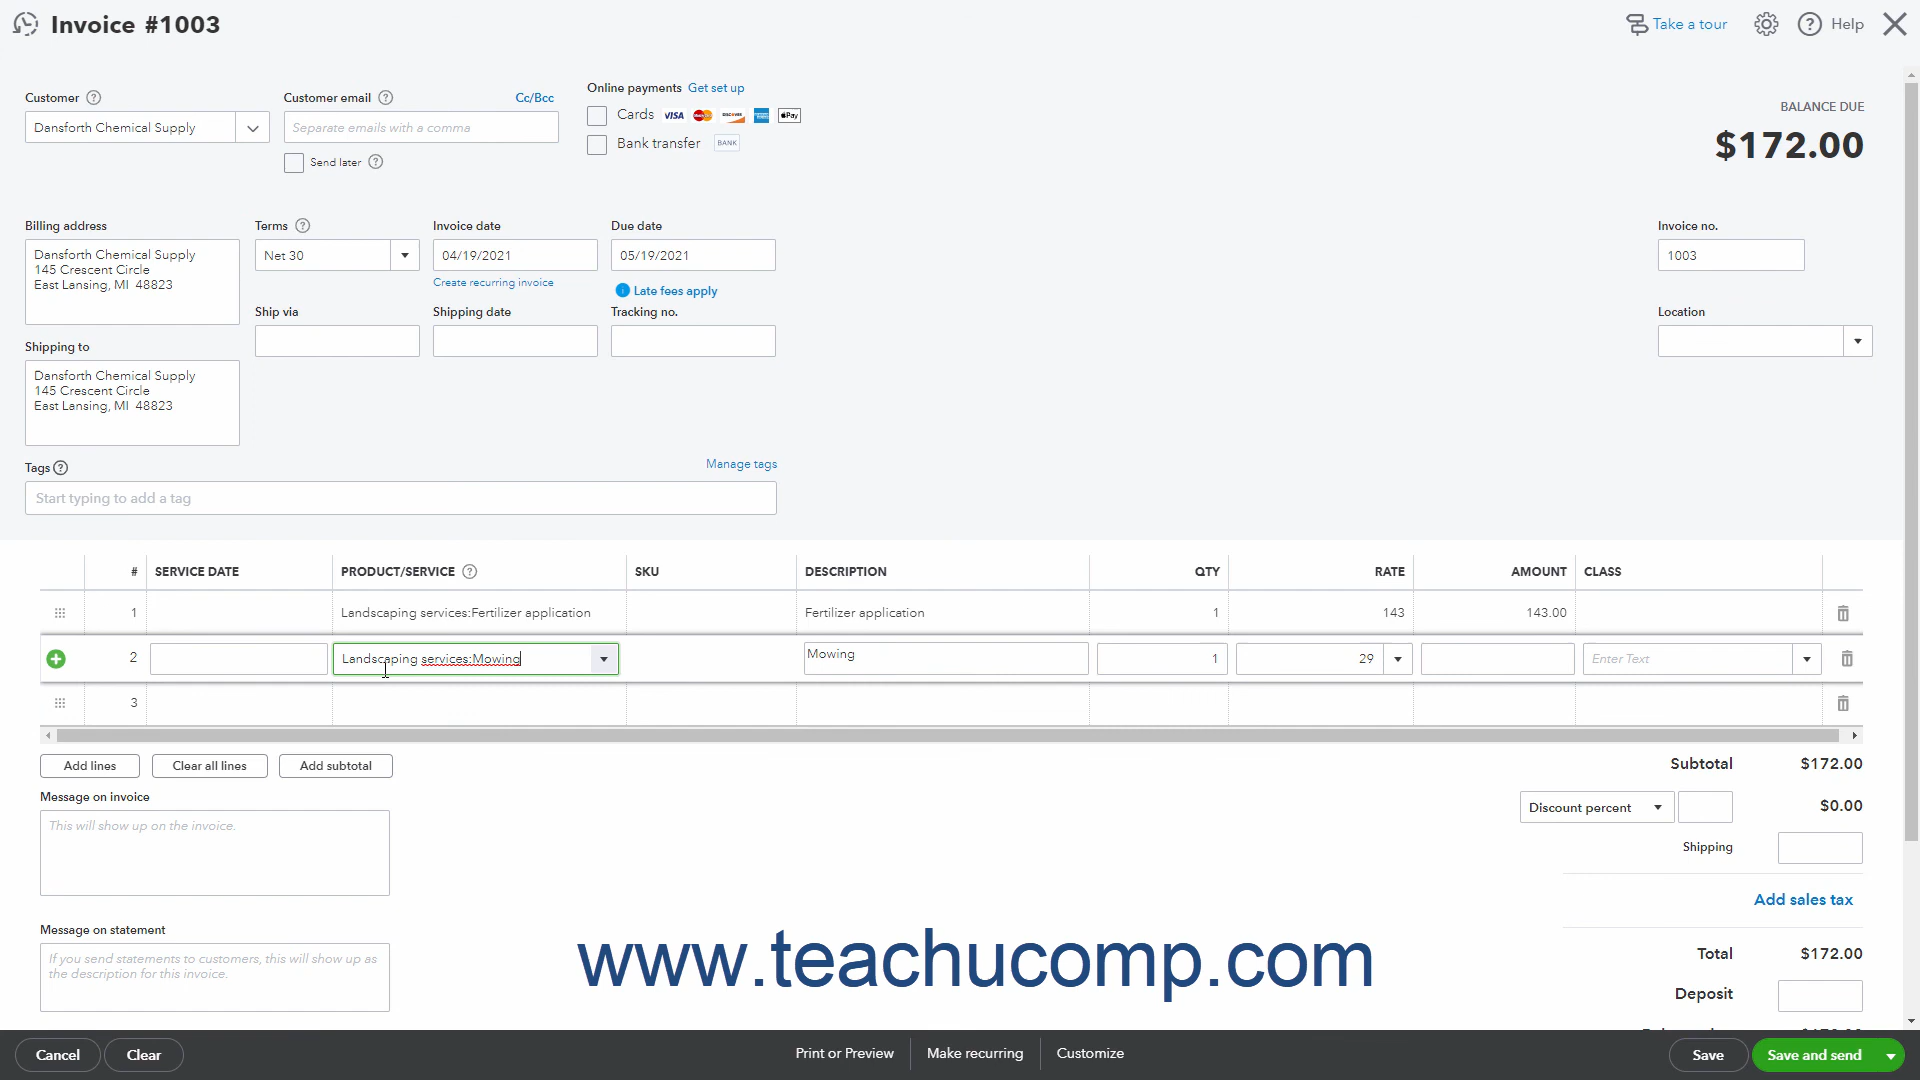 Invoice #1003
Take a tour
Help
Customer
Customer email
Cc/Bcc
Online payments Get set up
BALANCE DUE
$172.00
Dansforth Chemical Supply
Separate emails with a comma
Cards VISA DISCOVER Pay
Bank transfer BANK
Send later
Billing address
Terms
Invoice date
Due date
Invoice no.
Dansforth Chemical Supply
145 Crescent Circle
East Lansing, MI 48823
Net 30
04/19/2021
05/19/2021
1003
Create recurring invoice
Late fees apply
Ship via
Shipping date
Tracking no.
Location
Shipping to
Dansforth Chemical Supply
145 Crescent Circle
East Lansing, MI 48823
Tags
Manage tags
Start typing to add a tag
# SERVICE DATE PRODUCT/SERVICE SKU DESCRIPTION QTY RATE AMOUNT CLASS
1 Landscaping services:Fertilizer application Fertilizer application 1 143 143.00
2 Landscaping services:Mowing Mowing 1 29 Enter Text
3
Add lines
Clear all lines
Add subtotal
Subtotal $172.00
Message on invoice
This will show up on the invoice.
Discount percent $0.00
Shipping
Add sales tax
Message on statement
If you send statements to customers, this will show up as
the description for this invoice.
www.teachucomp.com
Total $172.00
Deposit
Cancel
Clear
Print or Preview
Make recurring
Customize
Save
Save and send